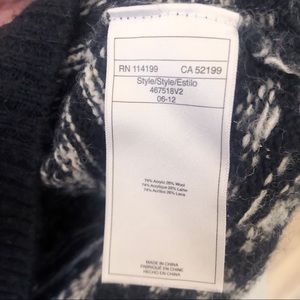 RN 114199 CA 52199
Style/Style/Estilo
467518V2
06-12
74% Acrylic 26% Wool
74% Acrylique 26% Laine
74% Acrílico 26% Lana
MADE IN CHINA
FABRIQUÉ EN CHINE
HECHO EN CHINA